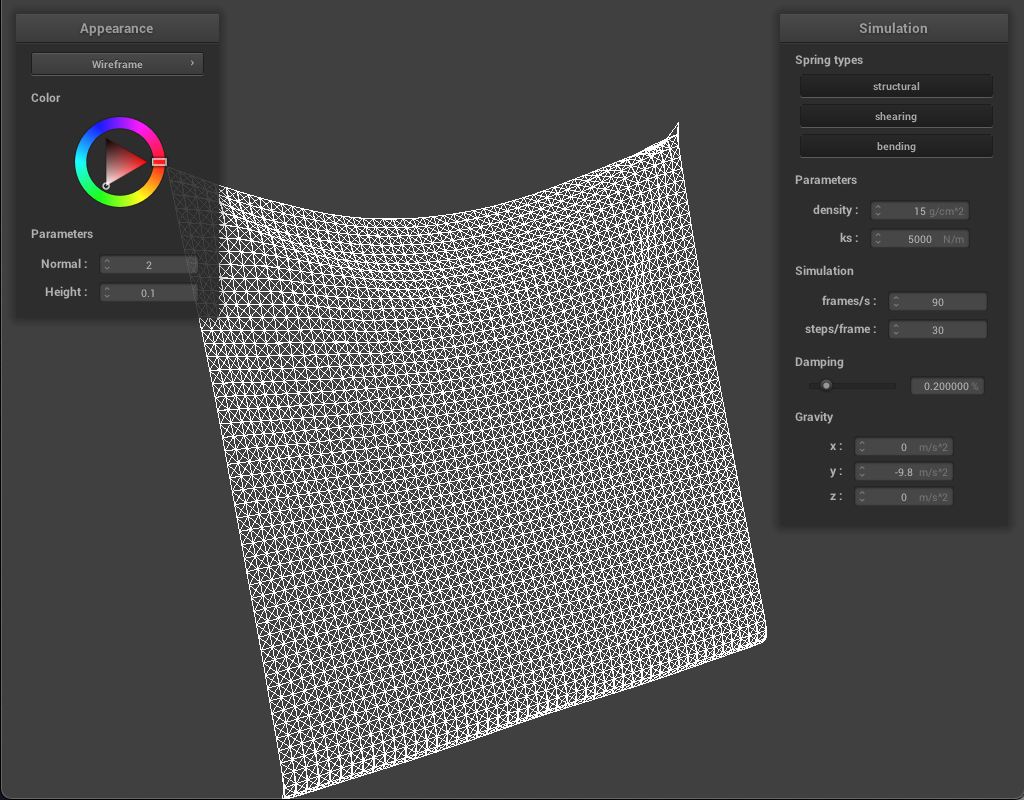 Appearance
Wireframe
Color
Parameters
Normal : 2
Height : 0.1
Simulation
Spring types
structural
shearing
bending
Parameters
density : 15 g/cm^2
ks : 5000 N/m
Simulation
frames/s : 90
steps/frame : 30
Damping
0.200000 %
Gravity
x : 0 m/s^2
y : -9.8 m/s^2
z : 0 m/s^2